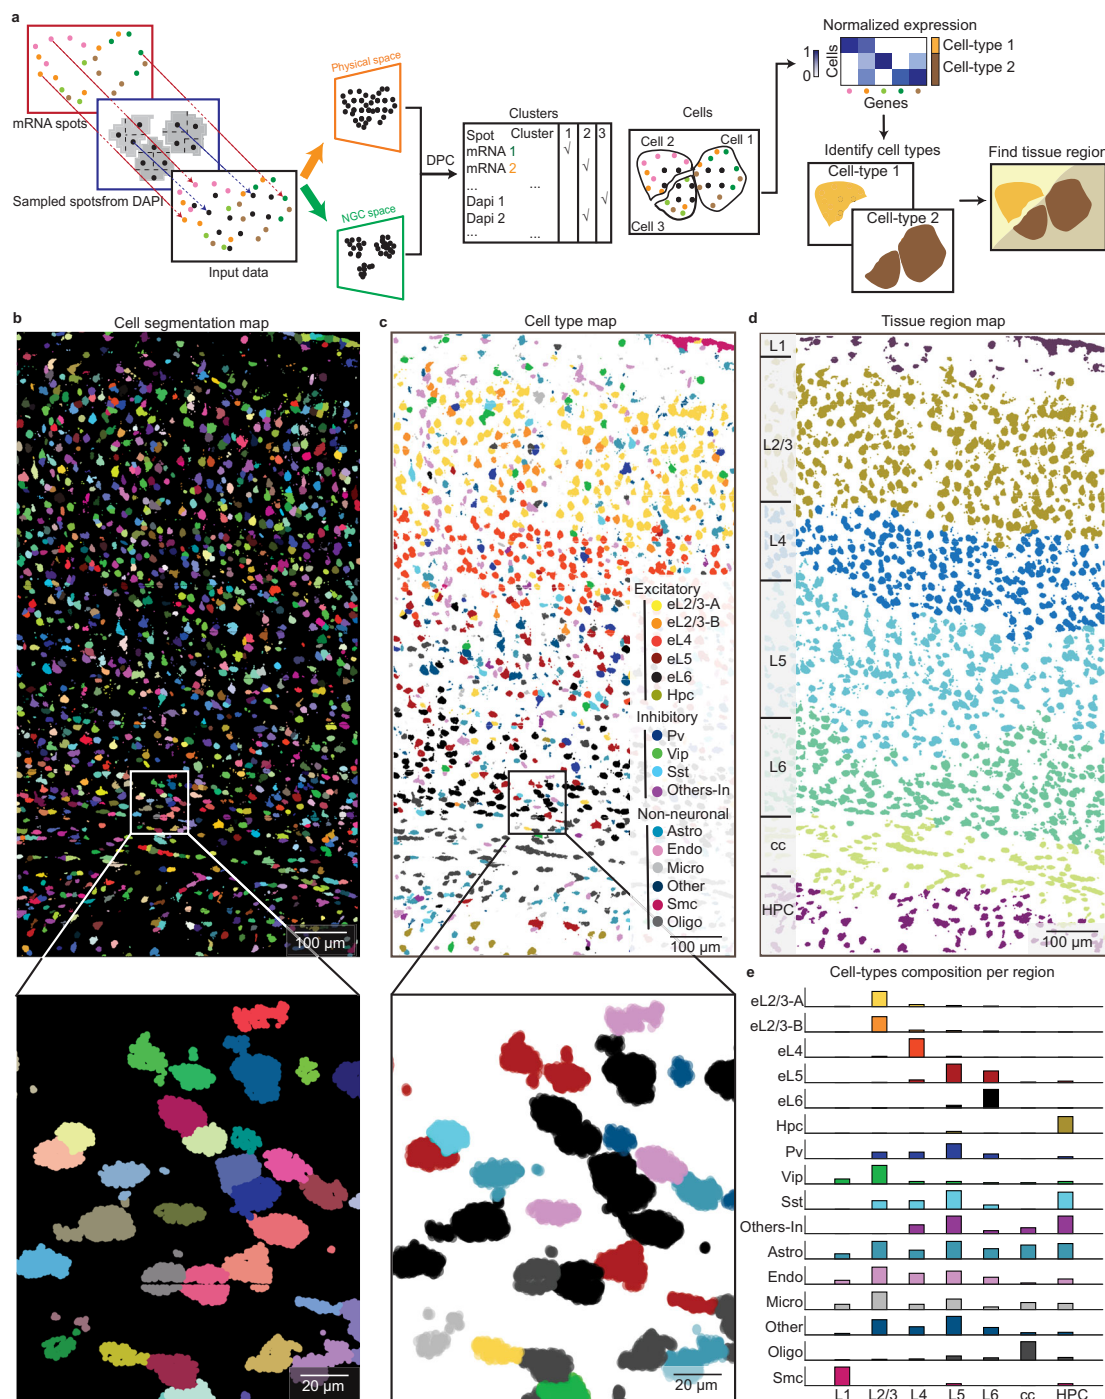 a
mRNA spots
Sampled spotsfrom DAPI
Input data
Physical space
NGC space
DPC
Clusters
Spot Cluster 1 2 3
mRNA 1 √
mRNA 2 √
... ...
Dapi 1 √
Dapi 2 √
... ...
Cells
Cell 2
Cell 1
Cell 3
Normalized expression
1
0
Cells
Cell-type 1
Cell-type 2
Genes
Identify cell types
Cell-type 1
Cell-type 2
Find tissue region
b
Cell segmentation map
100 µm
20 µm
c
Cell type map
Excitatory
eL2/3-A
eL2/3-B
eL4
eL5
eL6
Hpc
Inhibitory
Pv
Vip
Sst
Others-In
Non-neuronal
Astro
Endo
Micro
Other
Smc
Oligo
100 µm
20 µm
d
Tissue region map
L1
L2/3
L4
L5
L6
cc
HPC
100 µm
e
Cell-types composition per region
eL2/3-A
eL2/3-B
eL4
eL5
eL6
Hpc
Pv
Vip
Sst
Others-In
Astro
Endo
Micro
Other
Oligo
Smc
L1 L2/3 L4 L5 L6 cc HPC